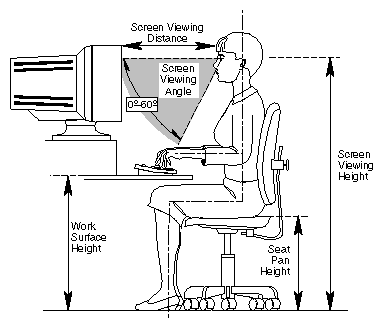 Screen Viewing
Distance
Screen
Viewing
Angle
0º-60º
Screen
Viewing
Height
Work
Surface
Height
Seat
Pan
Height